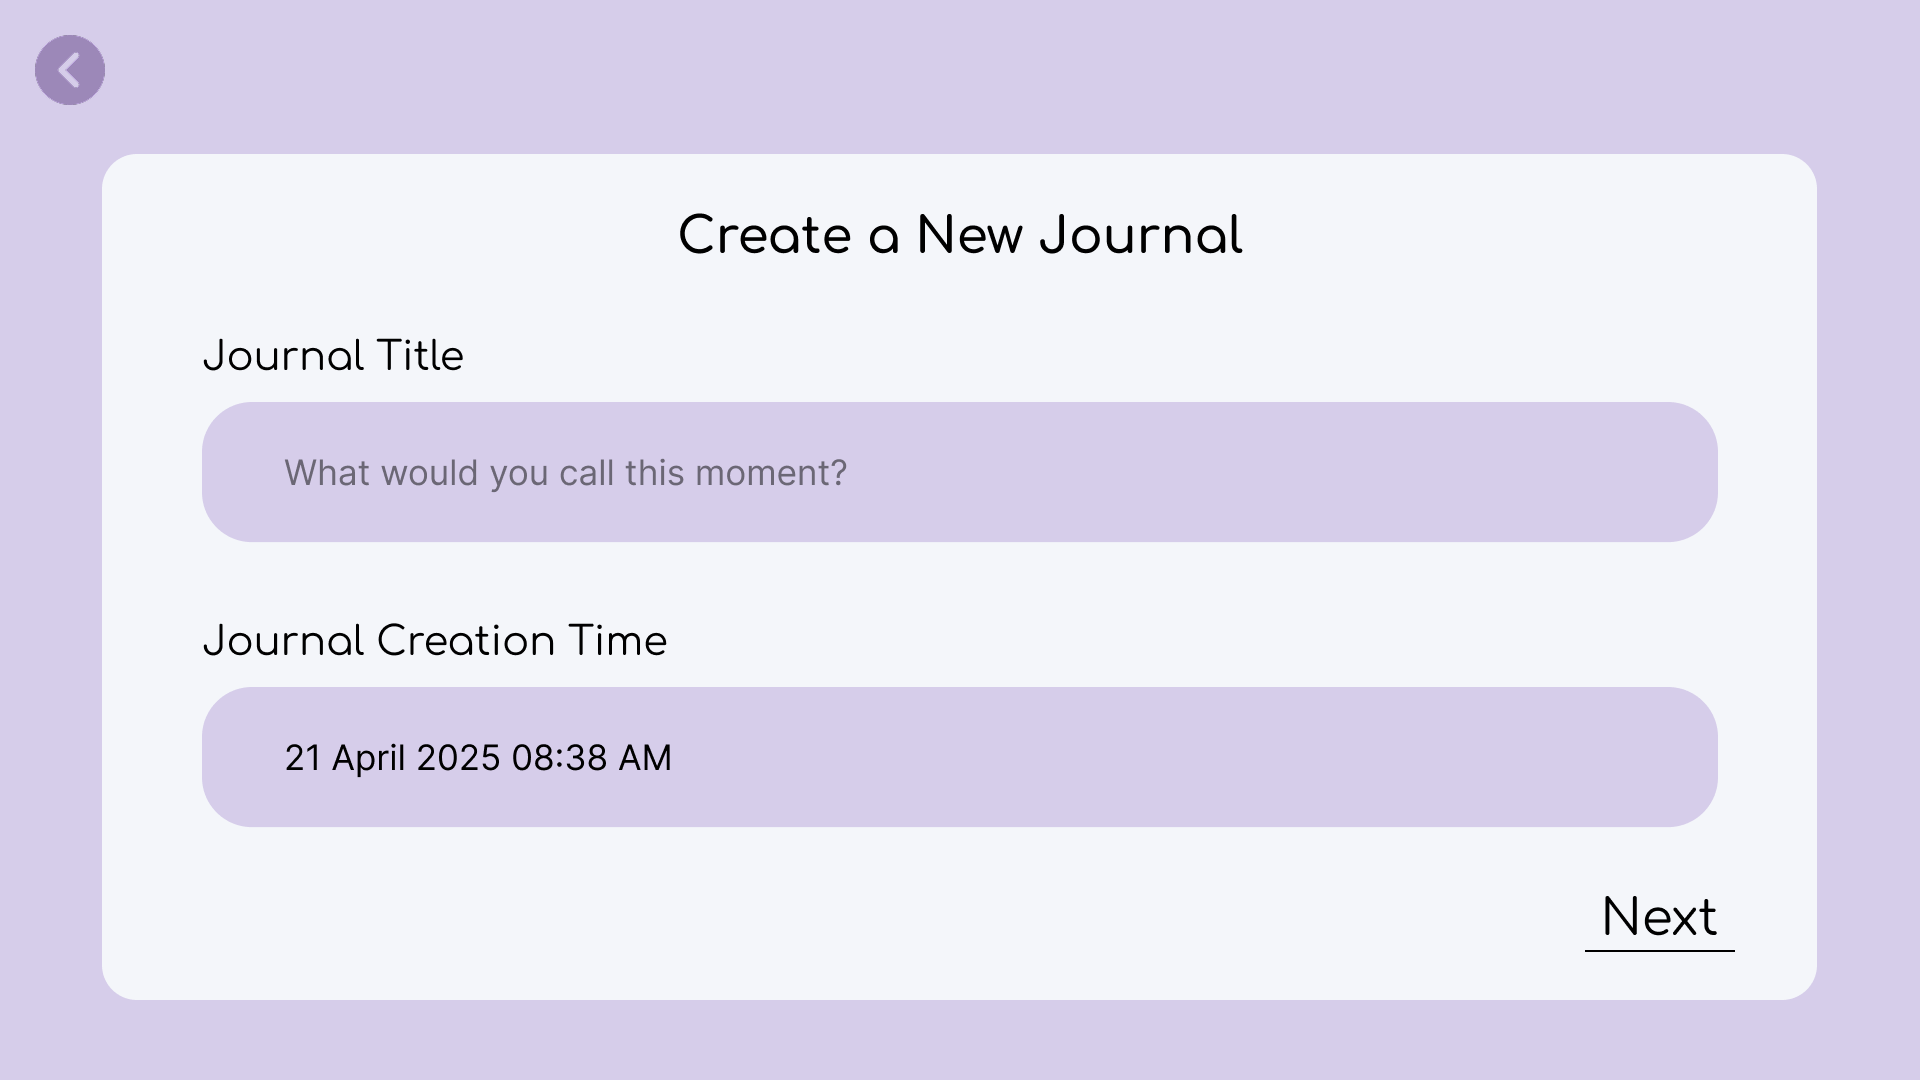 Create a New Journal
Journal Title
What would you call this moment?
Journal Creation Time
21 April 2025 08:38 AM
Next